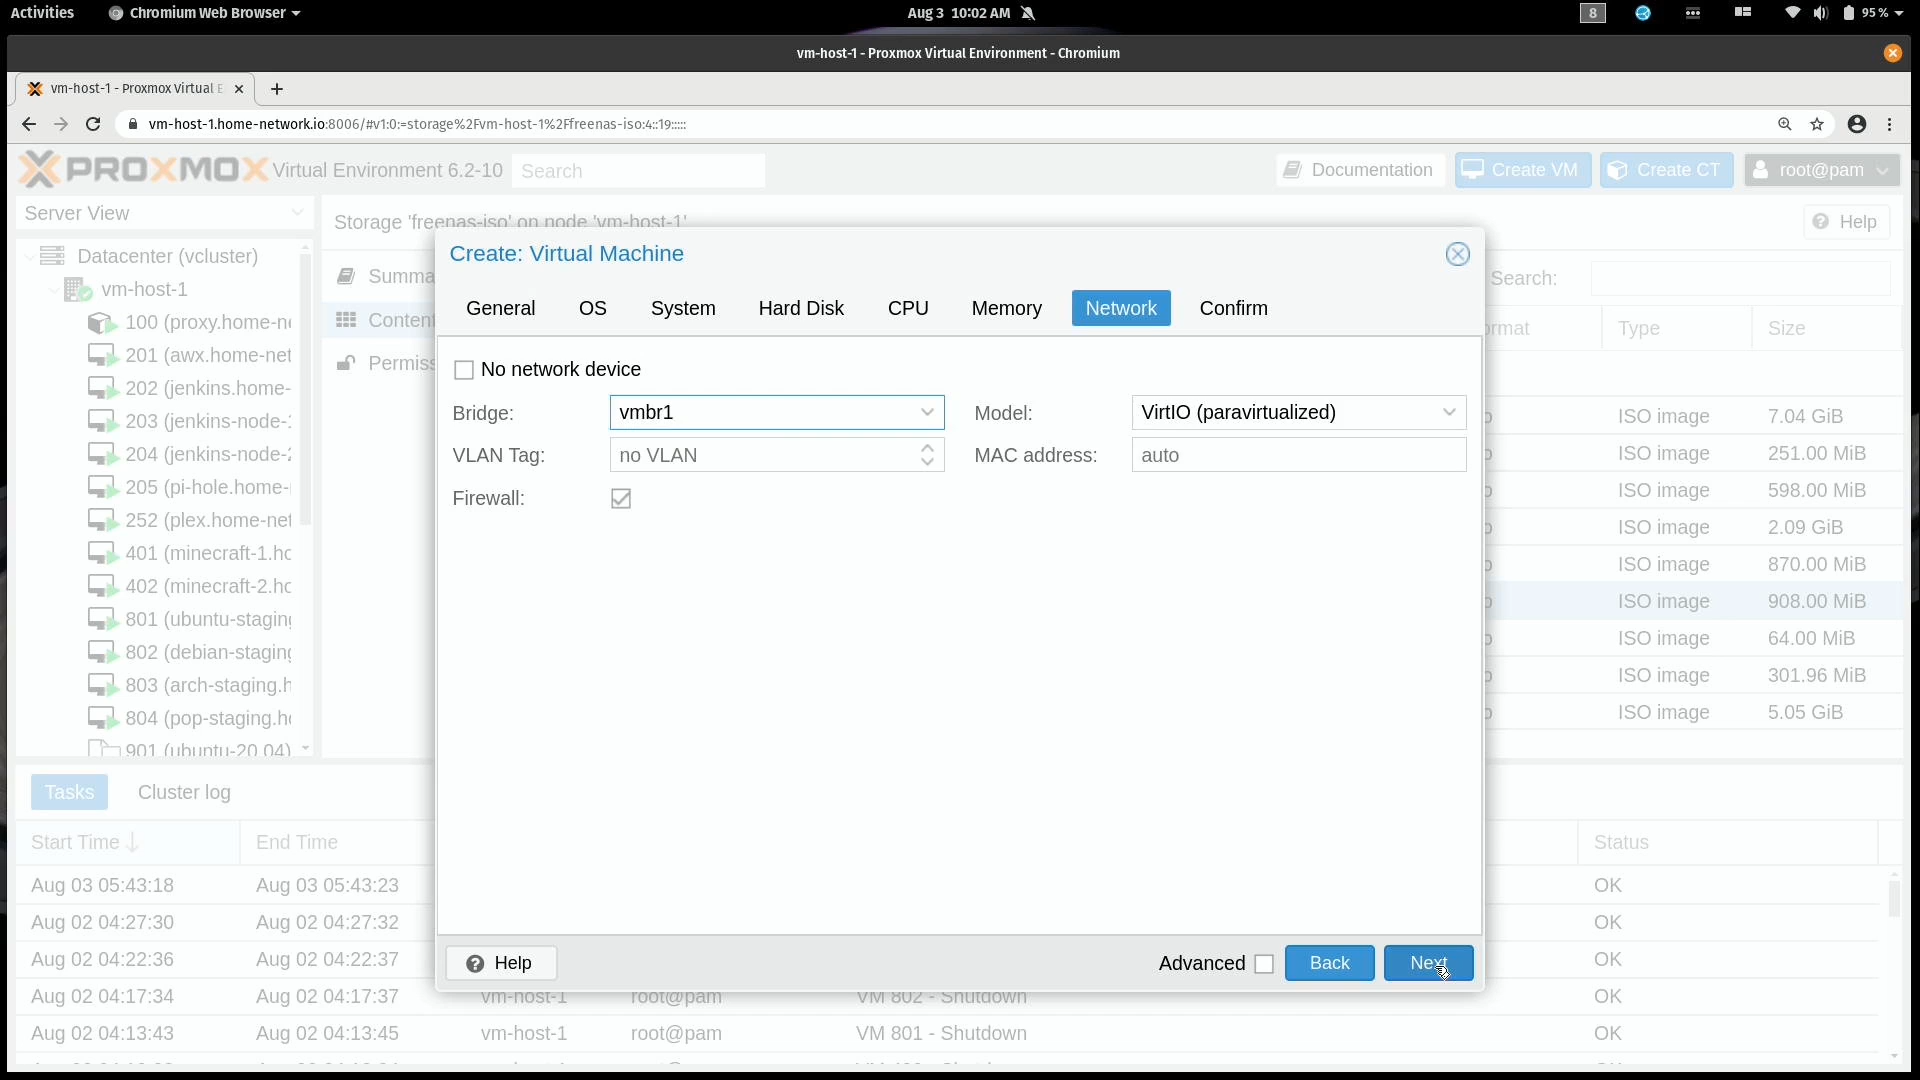 Activities
Chromium Web Browser
Aug 3 10:02 AM
8
95 %
vm-host-1 - Proxmox Virtual Environment - Chromium
vm-host-1 - Proxmox Virtual E
vm-host-1.home-network.io:8006/#v1:0:=storage%2Fvm-host-1%2Ffreenas-iso:4::19:::::
PROXMOX Virtual Environment 6.2-10
Search
Documentation
Create VM
Create CT
root@pam
Server View
Storage 'freenas-iso' on node 'vm-host-1'
Help
Datacenter (vcluster)
vm-host-1
100 (proxy.home-ne
201 (awx.home-net
202 (jenkins.home-
203 (jenkins-node-1
204 (jenkins-node-2
205 (pi-hole.home-
252 (plex.home-net
401 (minecraft-1.ho
402 (minecraft-2.ho
801 (ubuntu-staging
802 (debian-staging
803 (arch-staging.h
804 (pop-staging.ho
901 (ubuntu-20.04)
Summa
Content
Permiss
Search:
rmat
Type
Size
ISO image 7.04 GiB
ISO image 251.00 MiB
ISO image 598.00 MiB
ISO image 2.09 GiB
ISO image 870.00 MiB
ISO image 908.00 MiB
ISO image 64.00 MiB
ISO image 301.96 MiB
ISO image 5.05 GiB
Create: Virtual Machine
General
OS
System
Hard Disk
CPU
Memory
Network
Confirm
No network device
Bridge: vmbr1
Model: VirtIO (paravirtualized)
VLAN Tag: no VLAN
MAC address: auto
Firewall:
Help
Advanced
Back
Next
Tasks
Cluster log
Start Time
End Time
Status
Aug 03 05:43:18 Aug 03 05:43:23 OK
Aug 02 04:27:30 Aug 02 04:27:32 OK
Aug 02 04:22:36 Aug 02 04:22:37 OK
Aug 02 04:17:34 Aug 02 04:17:37 vm-host-1 root@pam VM 802 - Shutdown OK
Aug 02 04:13:43 Aug 02 04:13:45 vm-host-1 root@pam VM 801 - Shutdown OK